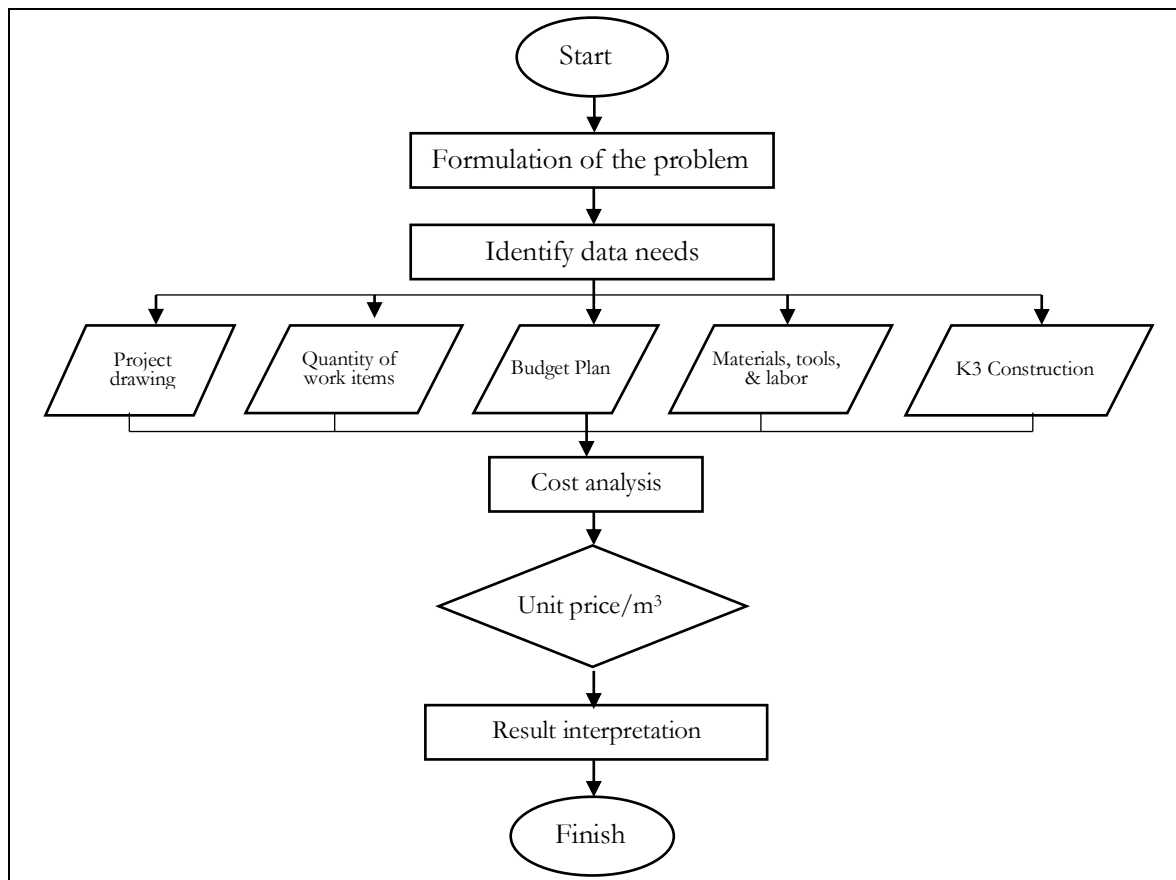 Start
Formulation of the problem
Identify data needs
Project
drawing
Quantity of
work items
Budget Plan
Materials, tools,
& labor
K3 Construction
Cost analysis
Unit price/m³
Result interpretation
Finish